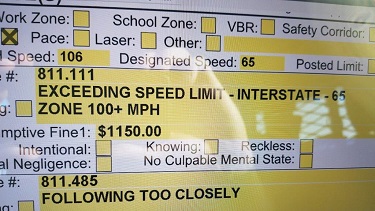 Work Zone: School Zone: VBR: Safety Corridor:
Pace: Laser: Other:
Speed: 106 Designated Speed: 65 Posted Limit:
#: 811.111
EXCEEDING SPEED LIMIT - INTERSTATE - 65
ZONE 100+ MPH
Fine1: $1150.00
Intentional: Knowing: Reckless:
Negligence: No Culpable Mental State:
#: 811.485
FOLLOWING TOO CLOSELY